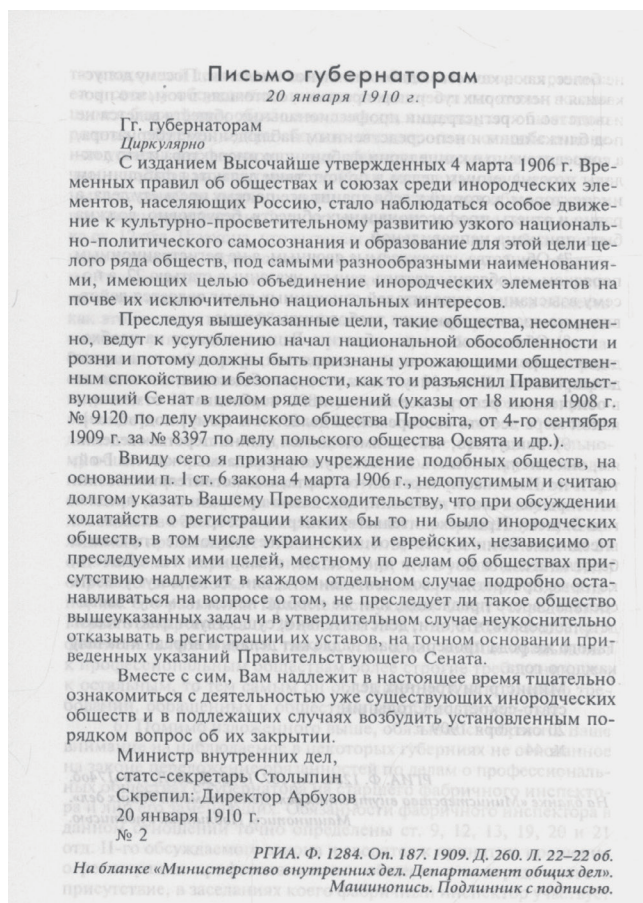 Письмо губернаторам
20 января 1910 г.
Гг. губернаторам
Циркулярно
С изданием Высочайше утвержденных 4 марта 1906 г. Вре-
менных правил об обществах и союзах среди инородческих эле-
ментов, населяющих Россию, стало наблюдаться особое движе-
ние к культурно-просветительному развитию узкого националь-
но-политического самосознания и образование для этой цели це-
лого ряда обществ, под самыми разнообразными наименования-
ми, имеющих целью объединение инородческих элементов на
почве их исключительно национальных интересов.
Преследуя вышеуказанные цели, такие общества, несомнен-
но, ведут к усугублению начал национальной обособленности и
розни и потому должны быть признаны угрожающими обществен-
ным спокойствию и безопасности, как то и разъяснил Правительст-
вующий Сенат в целом ряде решений (указы от 18 июня 1908 г.
№ 9120 по делу украинского общества Просвіта, от 4-го сентября
1909 г. за № 8397 по делу польского общества Освята и др.).
Ввиду сего я признаю учреждение подобных обществ, на
основании п. 1 ст. 6 закона 4 марта 1906 г., недопустимым и считаю
долгом указать Вашему Превосходительству, что при обсуждении
ходатайств о регистрации каких бы то ни было инородческих
обществ, в том числе украинских и еврейских, независимо от
преследуемых ими целей, местному по делам об обществах при-
сутствию надлежит в каждом отдельном случае подробно оста-
навливаться на вопросе о том, не преследует ли такое общество
вышеуказанных задач и в утвердительном случае неукоснительно
отказывать в регистрации их уставов, на точном основании при-
веденных указаний Правительствующего Сената.
Вместе с сим, Вам надлежит в настоящее время тщательно
ознакомиться с деятельностью уже существующих инородческих
обществ и в подлежащих случаях возбудить установленным по-
рядком вопрос об их закрытии.
Министр внутренних дел,
статс-секретарь Столыпин
Скрепил: Директор Арбузов
20 января 1910 г.
№ 2
РГИА. Ф. 1284. Оп. 187. 1909. Д. 260. Л. 22–22 об.
На бланке «Министерство внутренних дел. Департамент общих дел».
Машинопись. Подлинник с подписью.